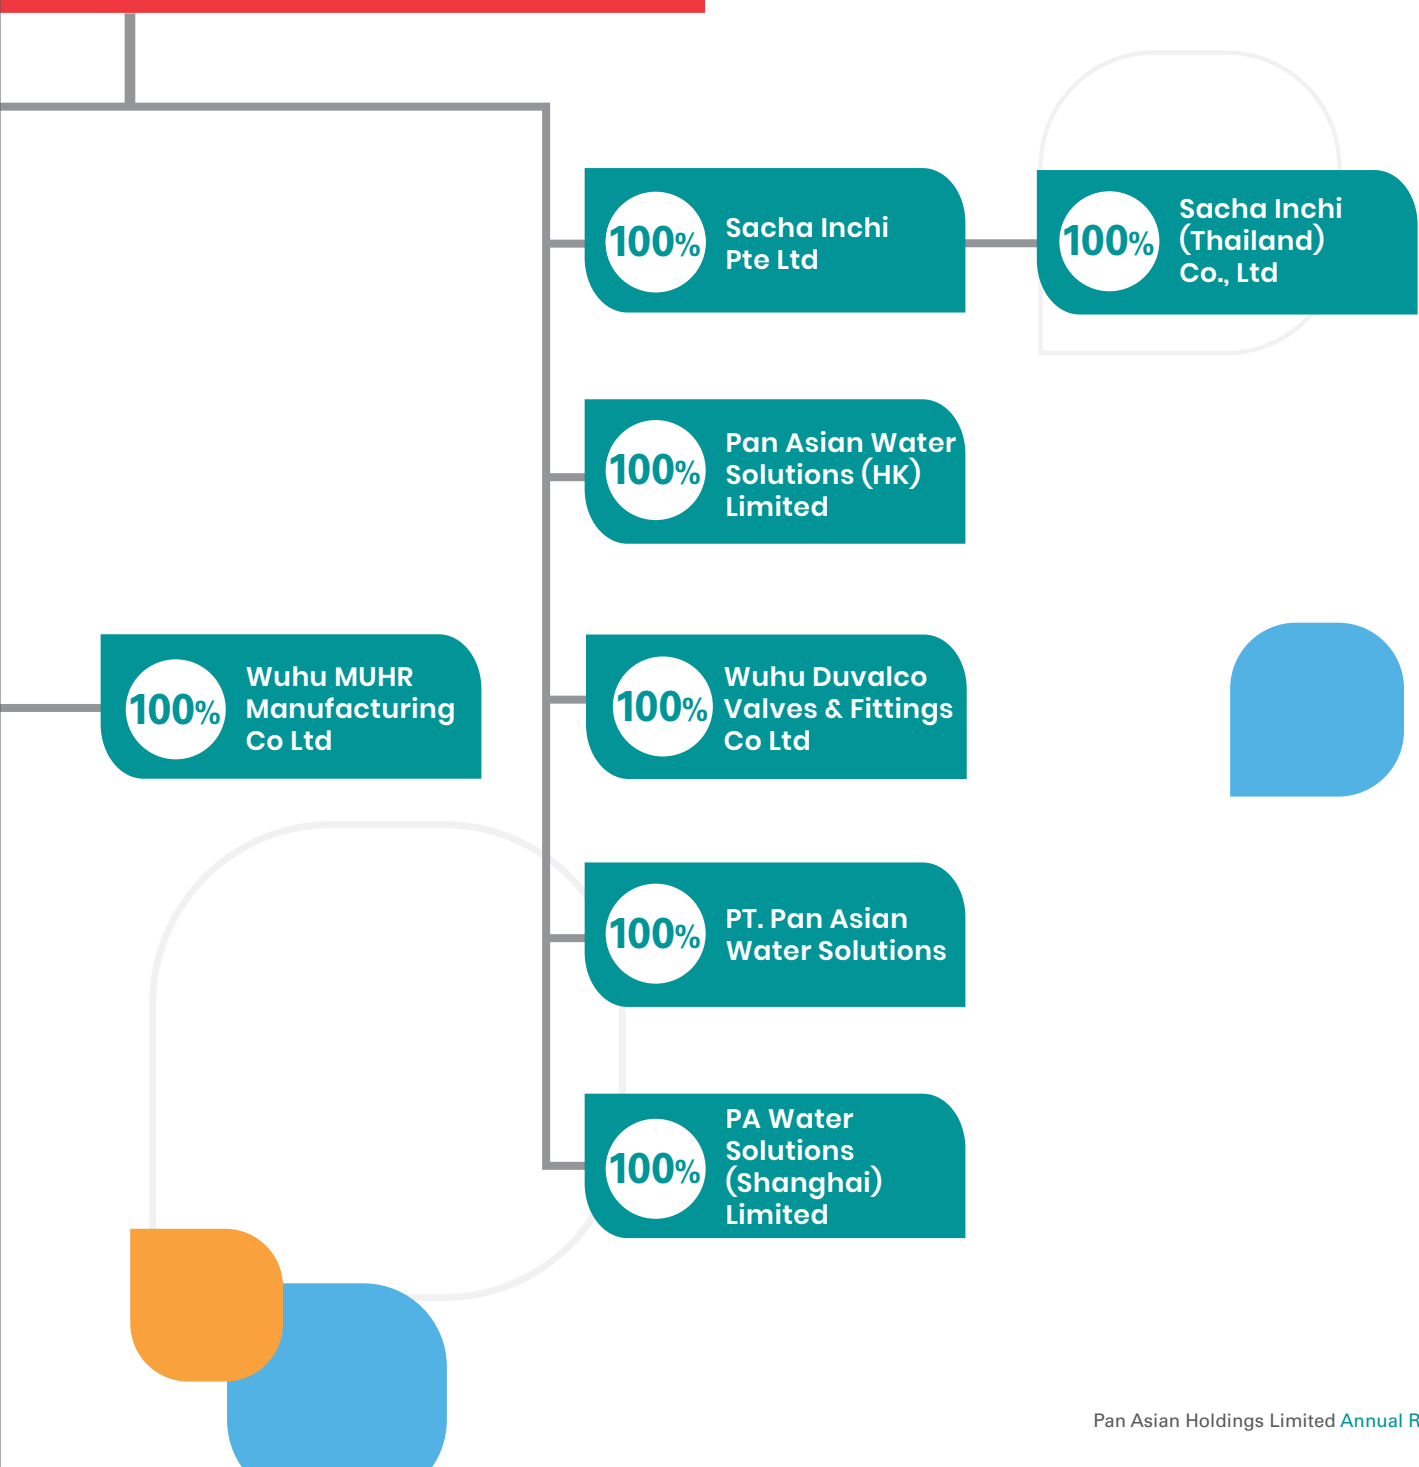 100%
Sacha Inchi
Pte Ltd
100%
Sacha Inchi
(Thailand)
Co., Ltd
100%
Pan Asian Water
Solutions (HK)
Limited
100%
Wuhu MUHR
Manufacturing
Co Ltd
100%
Wuhu Duvalco
Valves & Fittings
Co Ltd
100%
PT. Pan Asian
Water Solutions
100%
PA Water
Solutions
(Shanghai)
Limited
Pan Asian Holdings Limited Annual R